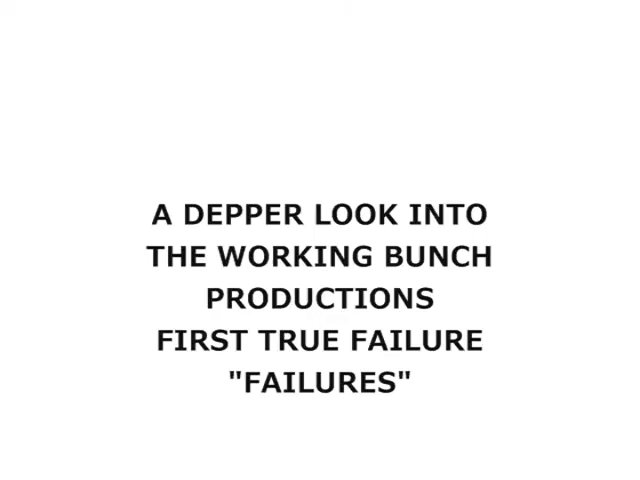 A DEPPER LOOK INTO
THE WORKING BUNCH
PRODUCTIONS
FIRST TRUE FAILURE
"FAILURES"